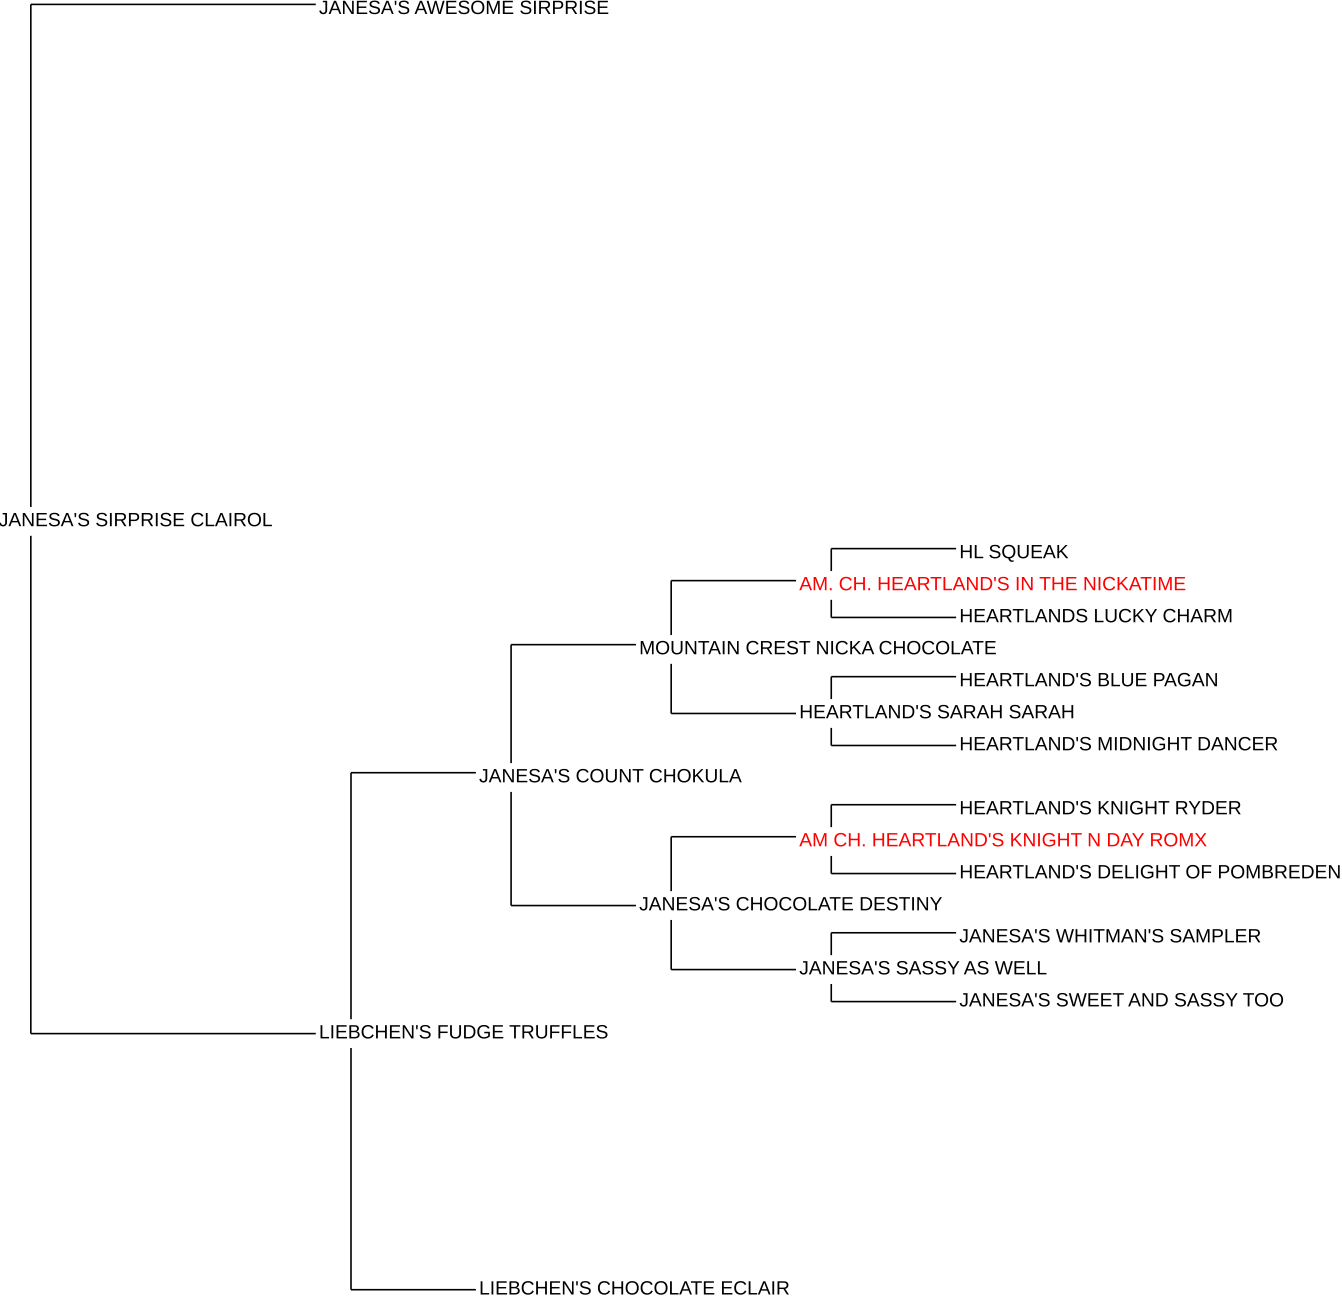 JANESA'S AWESOME SIRPRISE
JANESA'S SIRPRISE CLAIROL
HL SQUEAK
AM. CH. HEARTLAND'S IN THE NICKATIME
HEARTLANDS LUCKY CHARM
MOUNTAIN CREST NICKA CHOCOLATE
HEARTLAND'S BLUE PAGAN
HEARTLAND'S SARAH SARAH
HEARTLAND'S MIDNIGHT DANCER
JANESA'S COUNT CHOKULA
HEARTLAND'S KNIGHT RYDER
AM CH. HEARTLAND'S KNIGHT N DAY ROMX
HEARTLAND'S DELIGHT OF POMBREDEN
JANESA'S CHOCOLATE DESTINY
JANESA'S WHITMAN'S SAMPLER
JANESA'S SASSY AS WELL
JANESA'S SWEET AND SASSY TOO
LIEBCHEN'S FUDGE TRUFFLES
LIEBCHEN'S CHOCOLATE ECLAIR